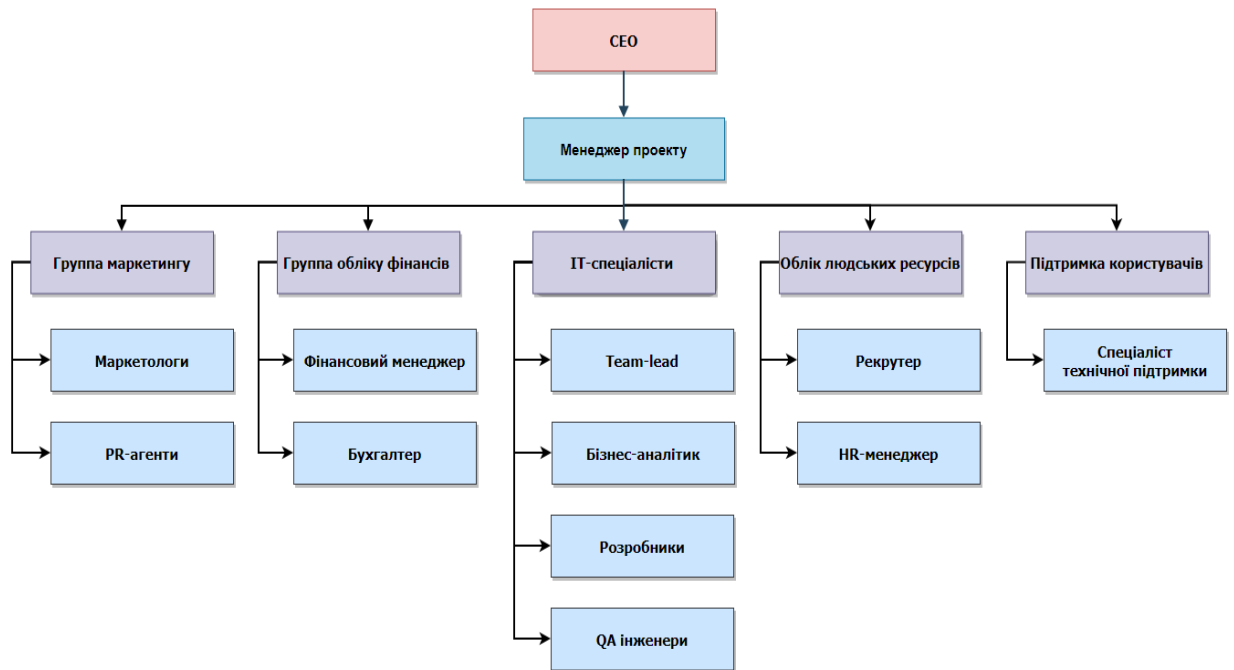 CEO
Менеджер проекту
Группа маркетингу
Группа обліку фінансів
IT-спеціалісти
Облік людських ресурсів
Підтримка користувачів
Маркетологи
Фінансовий менеджер
Team-lead
Рекрутер
Спеціаліст
технічної підтримки
PR-агенти
Бухгалтер
Бізнес-аналітик
HR-менеджер
Розробники
QA інженери